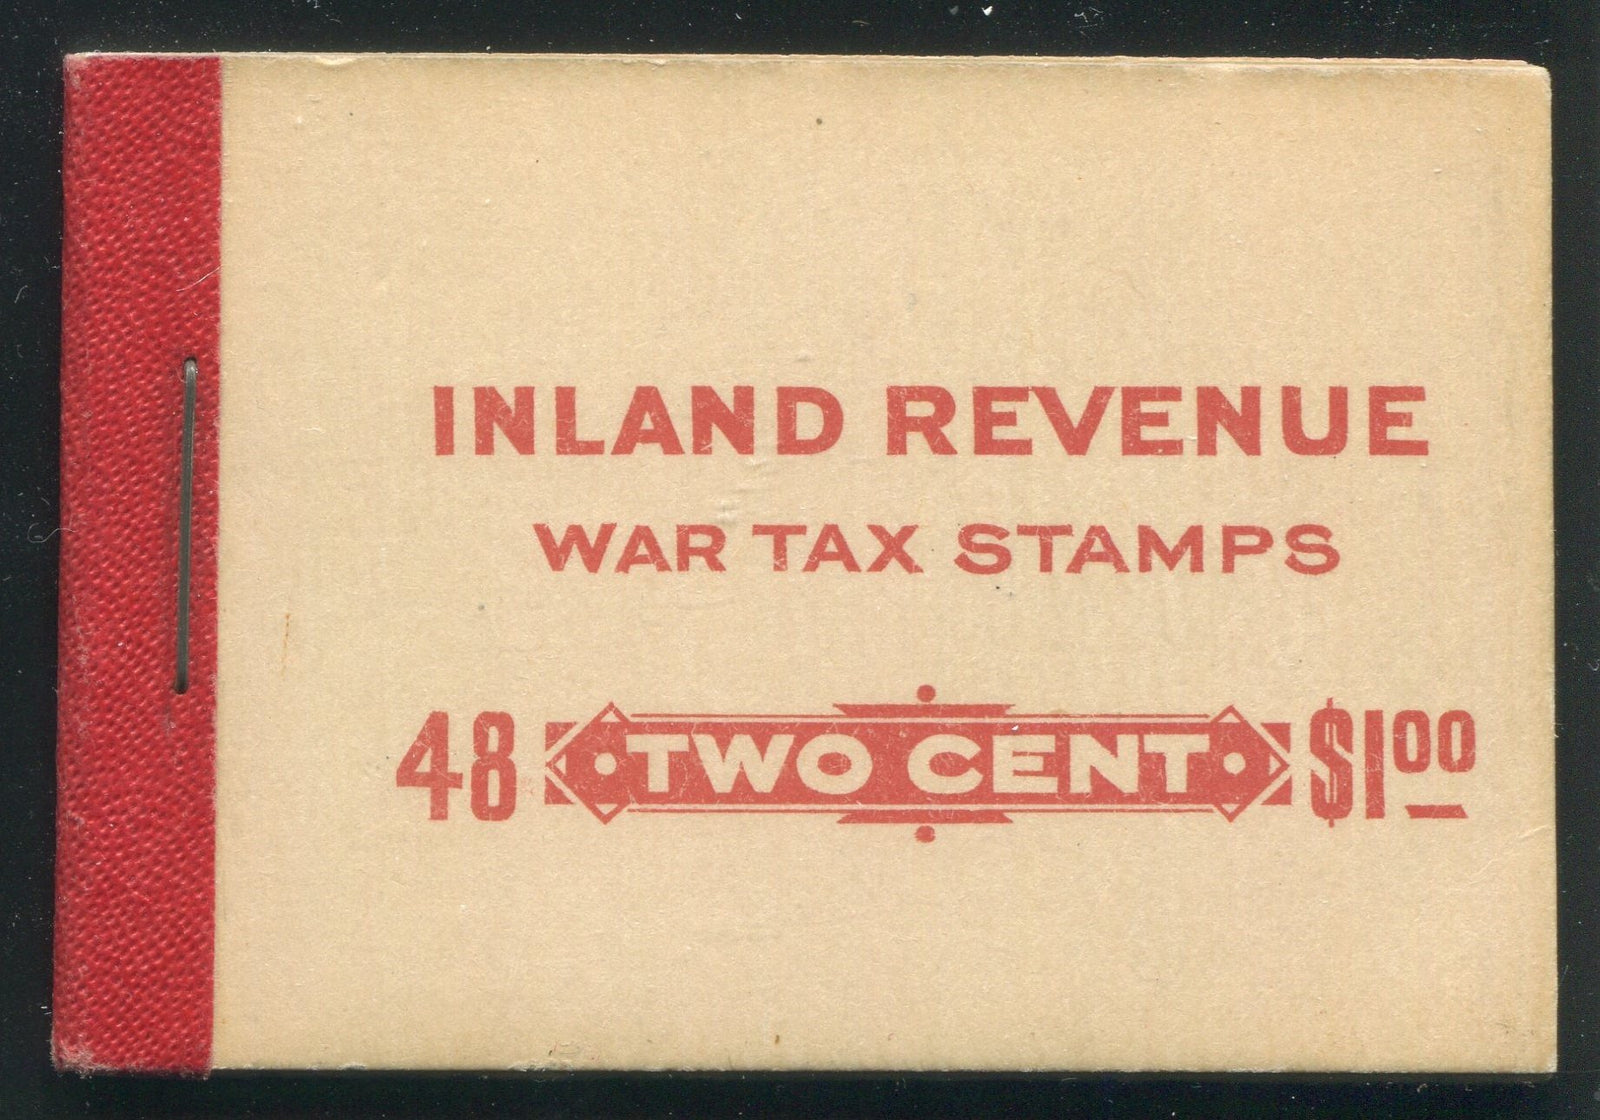 INLAND REVENUE
WAR TAX STAMPS
48 TWO CENT $1.00